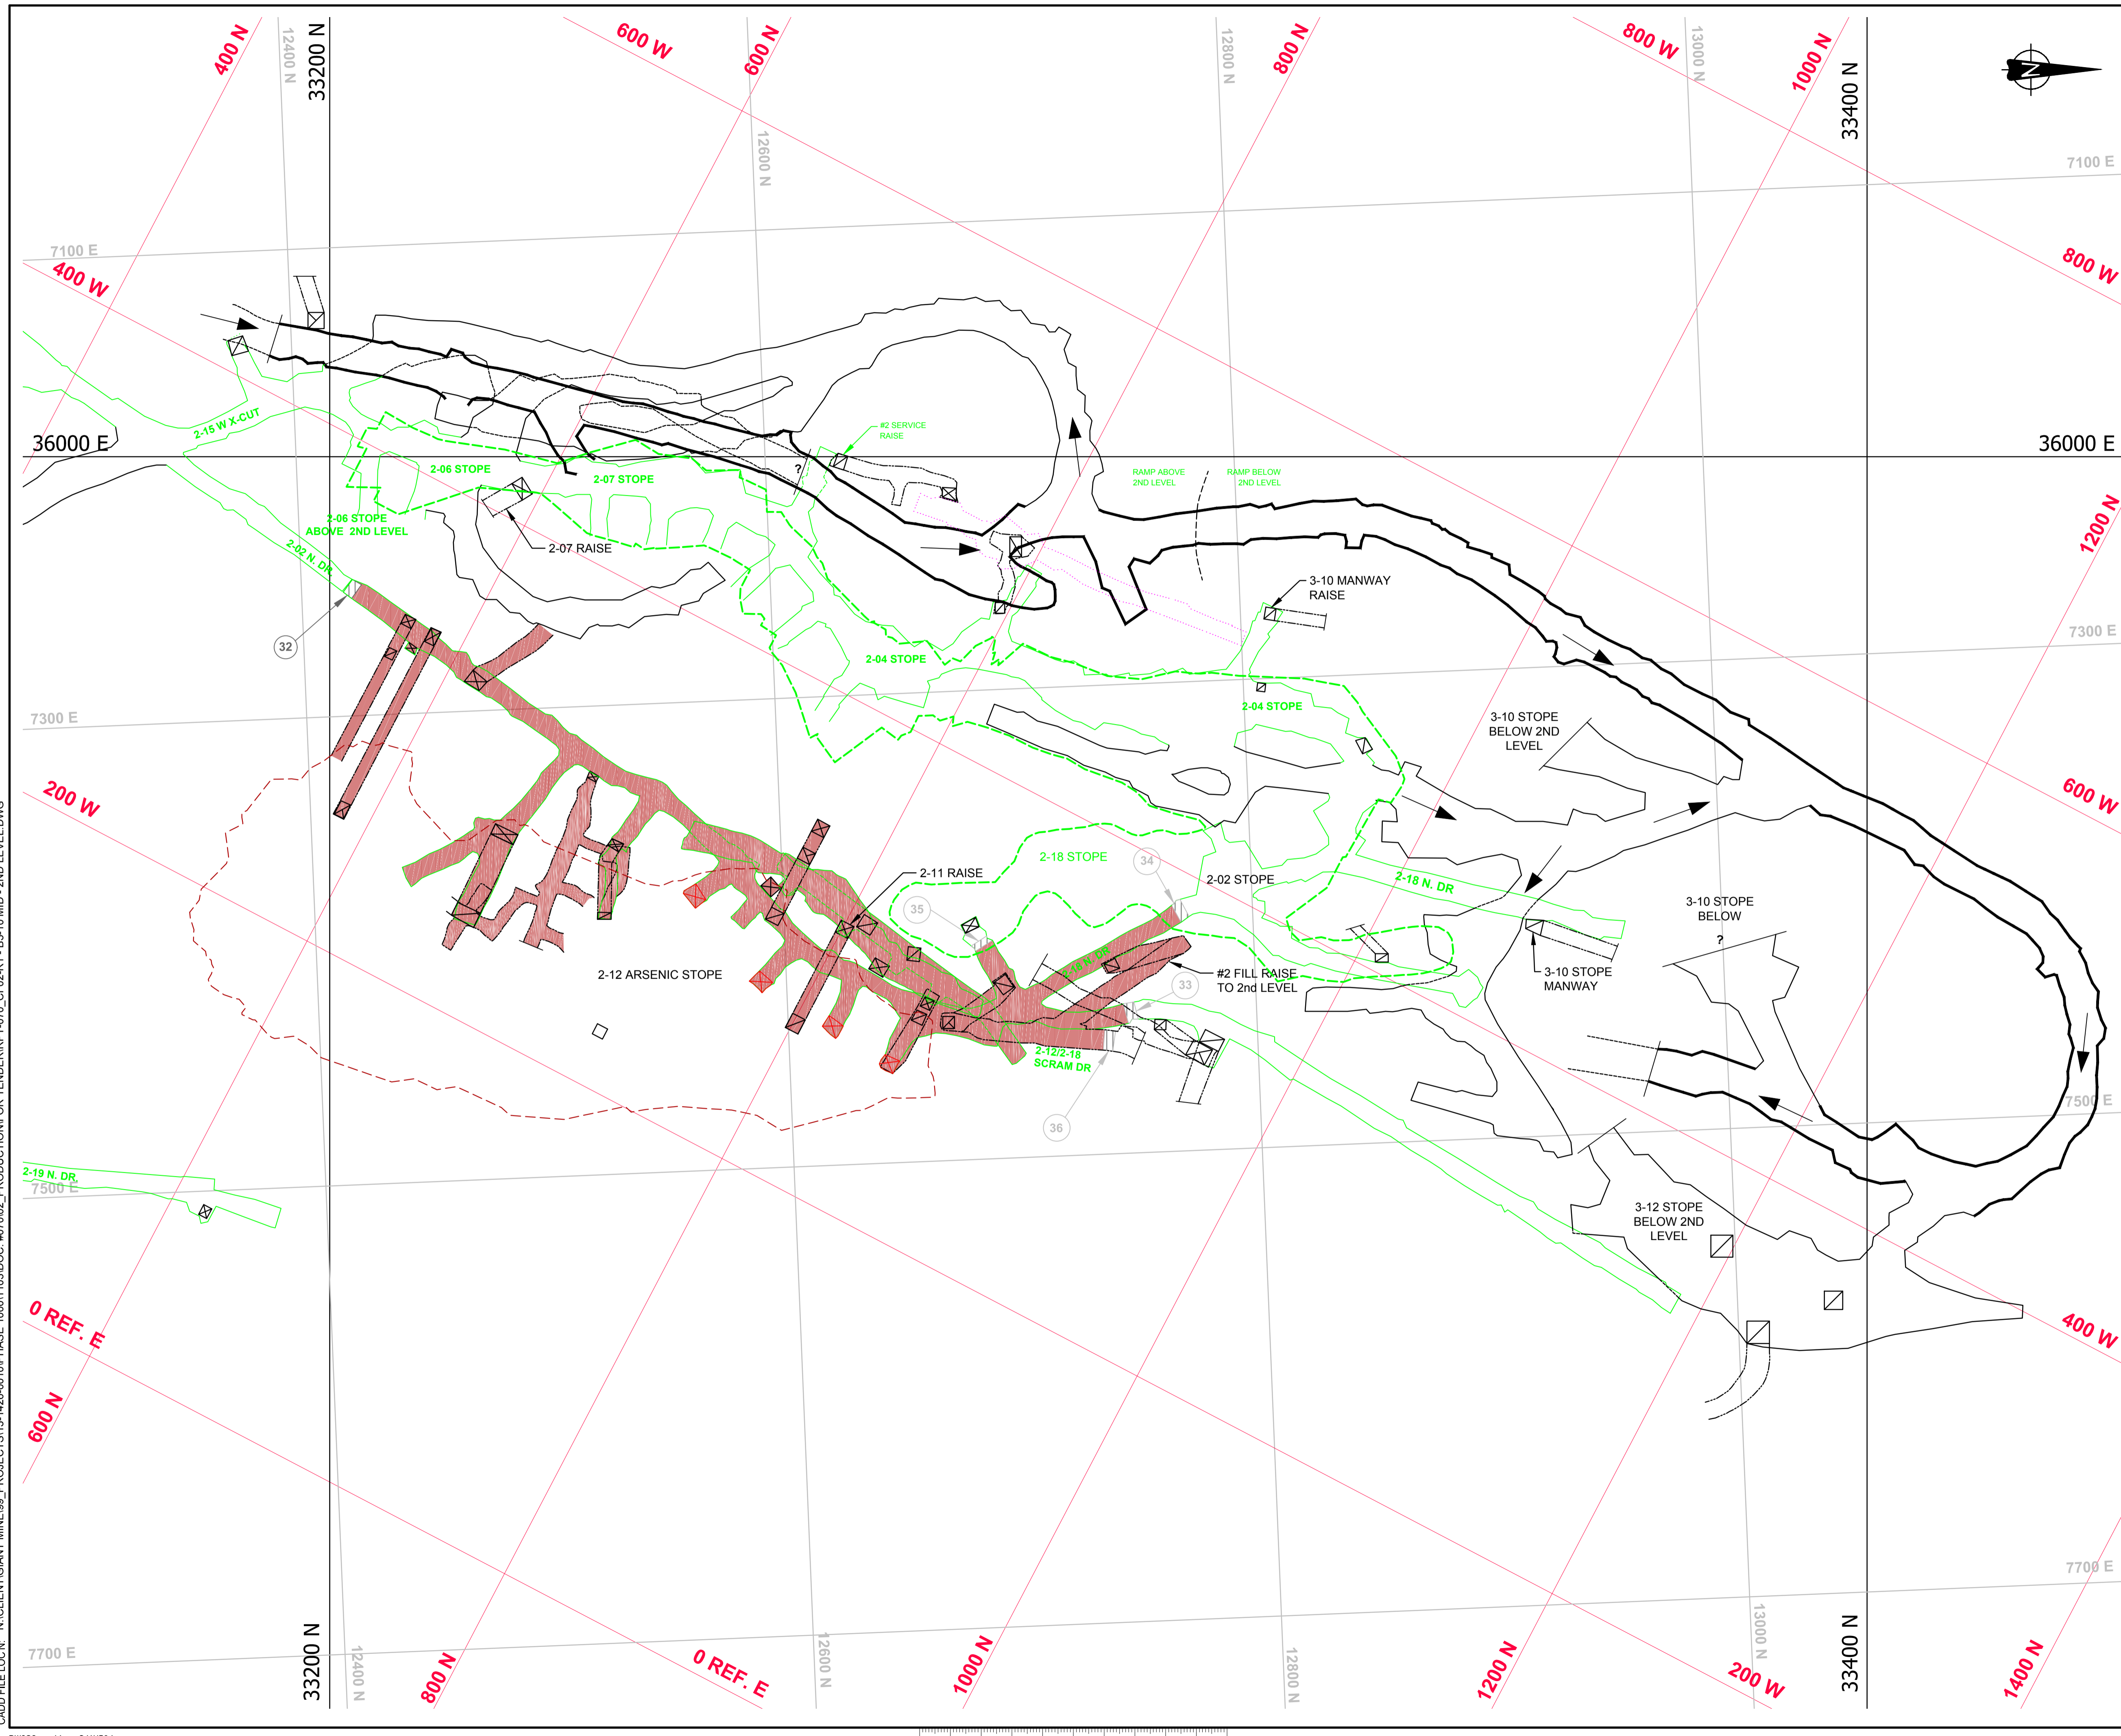 400 N
12400 N
33200 N
600 W
600 N
12800 N
800 N
800 W
13000 N
1000 N
33400 N
N
12600 N
7100 E
7100 E
400 W
800 W
2-15 W X-CUT
#2 SERVICE
RAISE
36000 E
36000 E
2-06 STOPE
2-07 STOPE
?
RAMP ABOVE
2ND LEVEL
RAMP BELOW
2ND LEVEL
1200 N
2-06 STOPE
ABOVE 2ND LEVEL
2-02 N. DR.
2-07 RAISE
3-10 MANWAY
RAISE
32
7300 E
2-04 STOPE
2-04 STOPE
7300 E
3-10 STOPE
BELOW 2ND
LEVEL
200 W
600 W
2-18 STOPE
34
2-11 RAISE
2-02 STOPE
2-18 N. DR
35
3-10 STOPE
BELOW
?
2-12 ARSENIC STOPE
#2 FILL RAISE
TO 2nd LEVEL
33
3-10 STOPE
MANWAY
2-12/2-18
SCRAM DR
36
7500 E
2-19 N. DR.
7500 E
3-12 STOPE
BELOW 2ND
LEVEL
0 REF. E
400 W
600 N
7700 E
7700 E
33200 N
12400 N
800 N
12600 N
0 REF. E
1000 N
12800 N
1200 N
13000 N
200 W
33400 N
1400 N